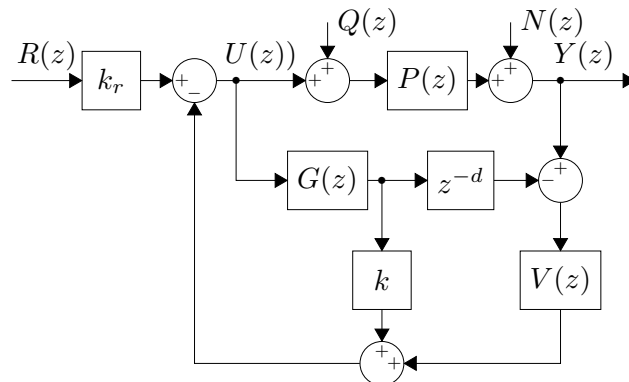 Q(z) N(z)
R(z) U(z)) Y(z)
k_r + − + + P(z) + +
G(z) z^{-d} − +
k V(z)
+ +